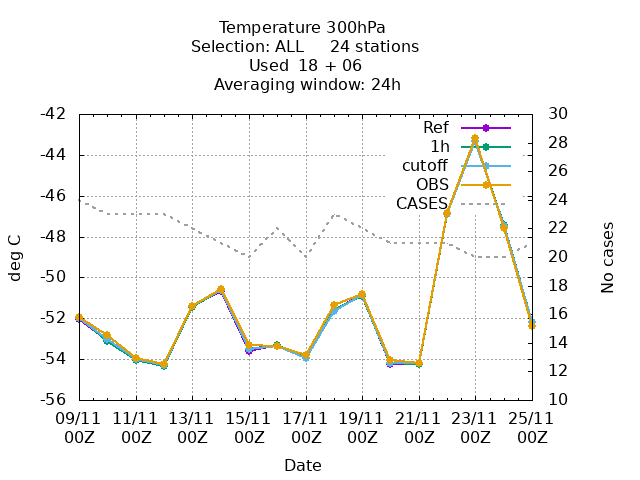 Temperature 300hPa
Selection: ALL     24 stations
Used  18 + 06
Averaging window: 24h
-42
-44
-46
-48
-50
-52
-54
-56
deg C
30
28
26
24
22
20
18
16
14
12
10
No cases
Ref
1h
cutoff
OBS
CASES
09/11 11/11 13/11 15/11 17/11 19/11 21/11 23/11 25/11
00Z 00Z 00Z 00Z 00Z 00Z 00Z 00Z 00Z
Date